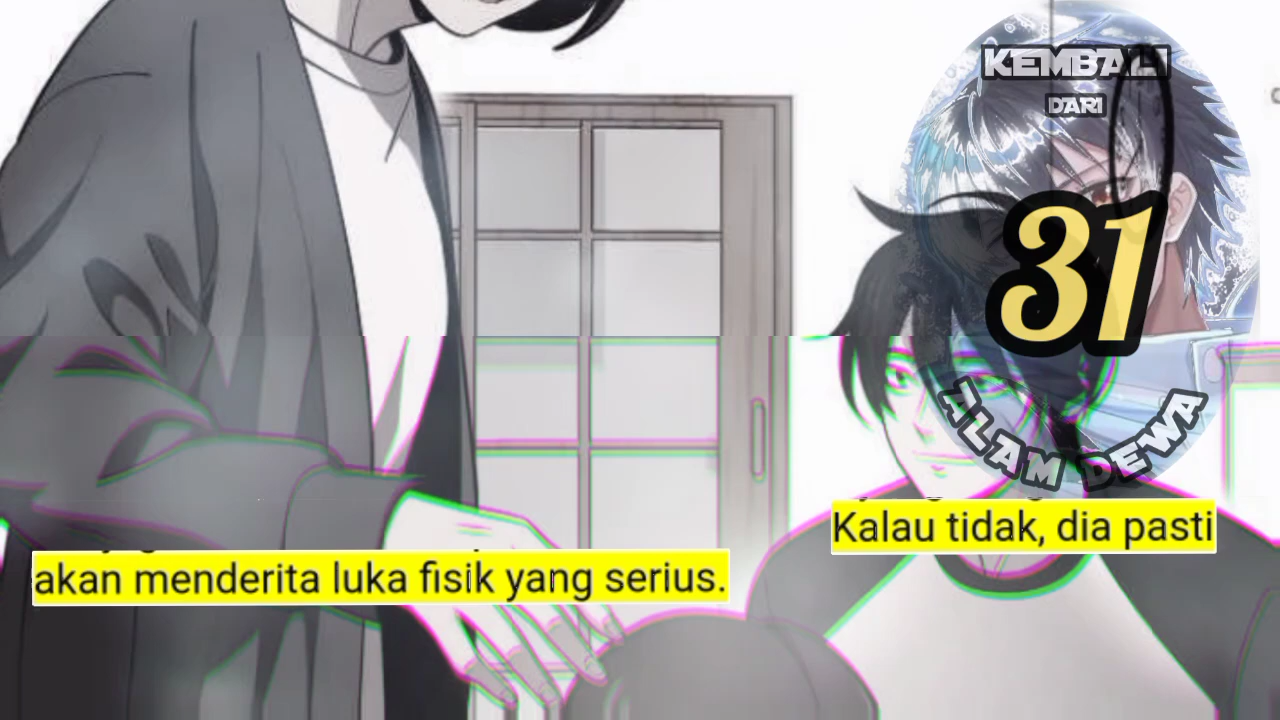 KEMBALI
DARI
31
ALAM DEWA
Kalau tidak, dia pasti
akan menderita luka fisik yang serius.